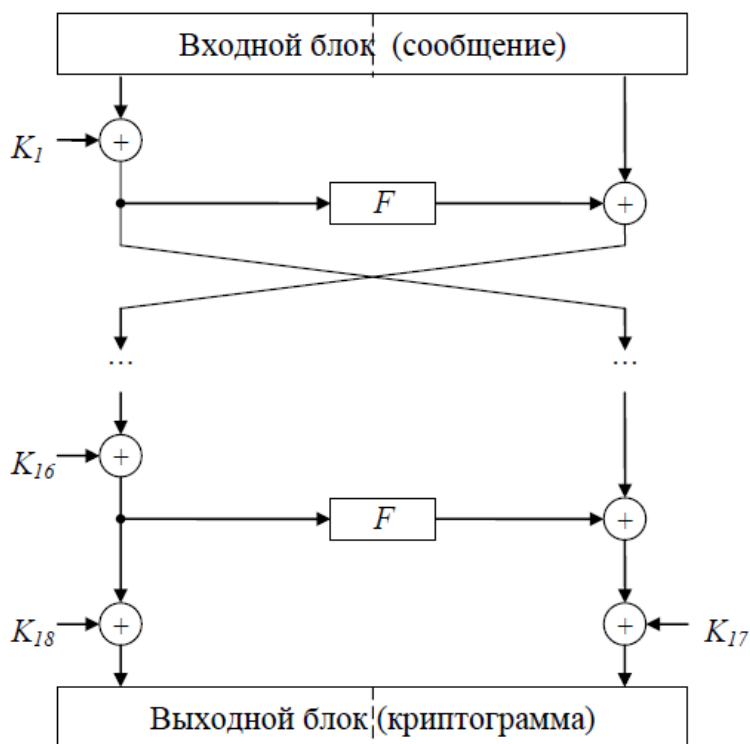 Входной блок (сообщение)
+
K1
F
+
...
...
+
K16
F
+
K18
+
+
K17
Выходной блок (криптограмма)